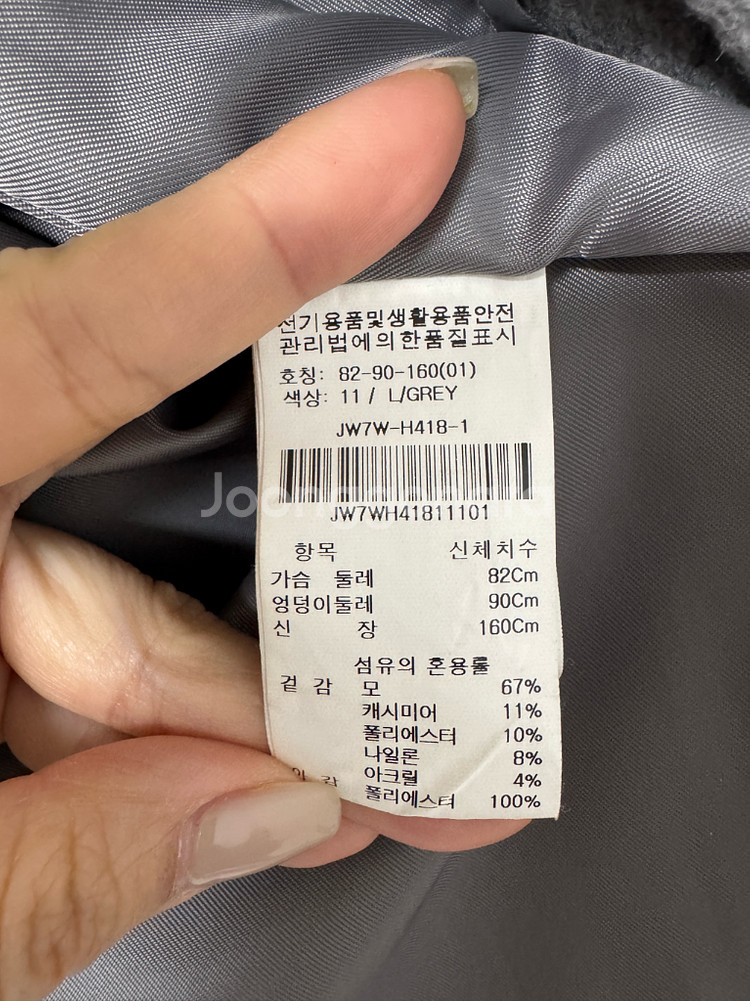 전기용품및생활용품안전
관리법에의한품질표시
호칭: 82-90-160(01)
색상: 11 / L/GREY
JW7W-H418-1
JW7WH41811101
항목 신체치수
가슴 둘레 82Cm
엉덩이둘레 90Cm
신 장 160Cm
섬유의 혼용률
겉 감 모 67%
캐시미어 11%
폴리에스터 10%
나일론 8%
아크릴 4%
안 감 폴리에스터 100%